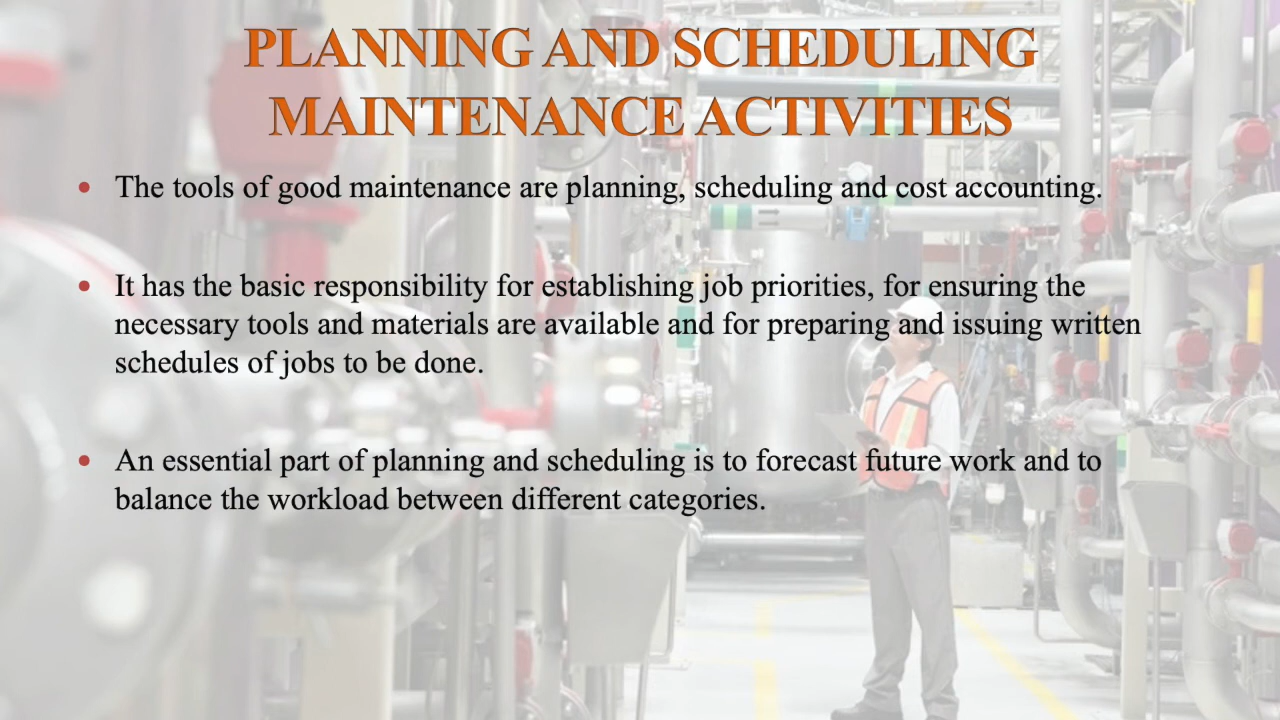 PLANNING AND SCHEDULING
MAINTENANCE ACTIVITIES
• The tools of good maintenance are planning, scheduling and cost accounting.
• It has the basic responsibility for establishing job priorities, for ensuring the
necessary tools and materials are available and for preparing and issuing written
schedules of jobs to be done.
• An essential part of planning and scheduling is to forecast future work and to
balance the workload between different categories.